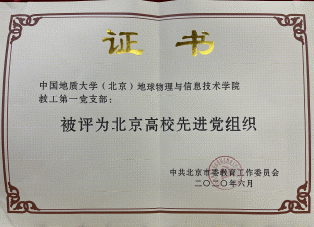 证书
中国地质大学（北京）地球物理与信息技术学院
教工第一党支部：
被评为北京高校先进党组织
中共北京市委教育工作委员会
二〇二〇年六月